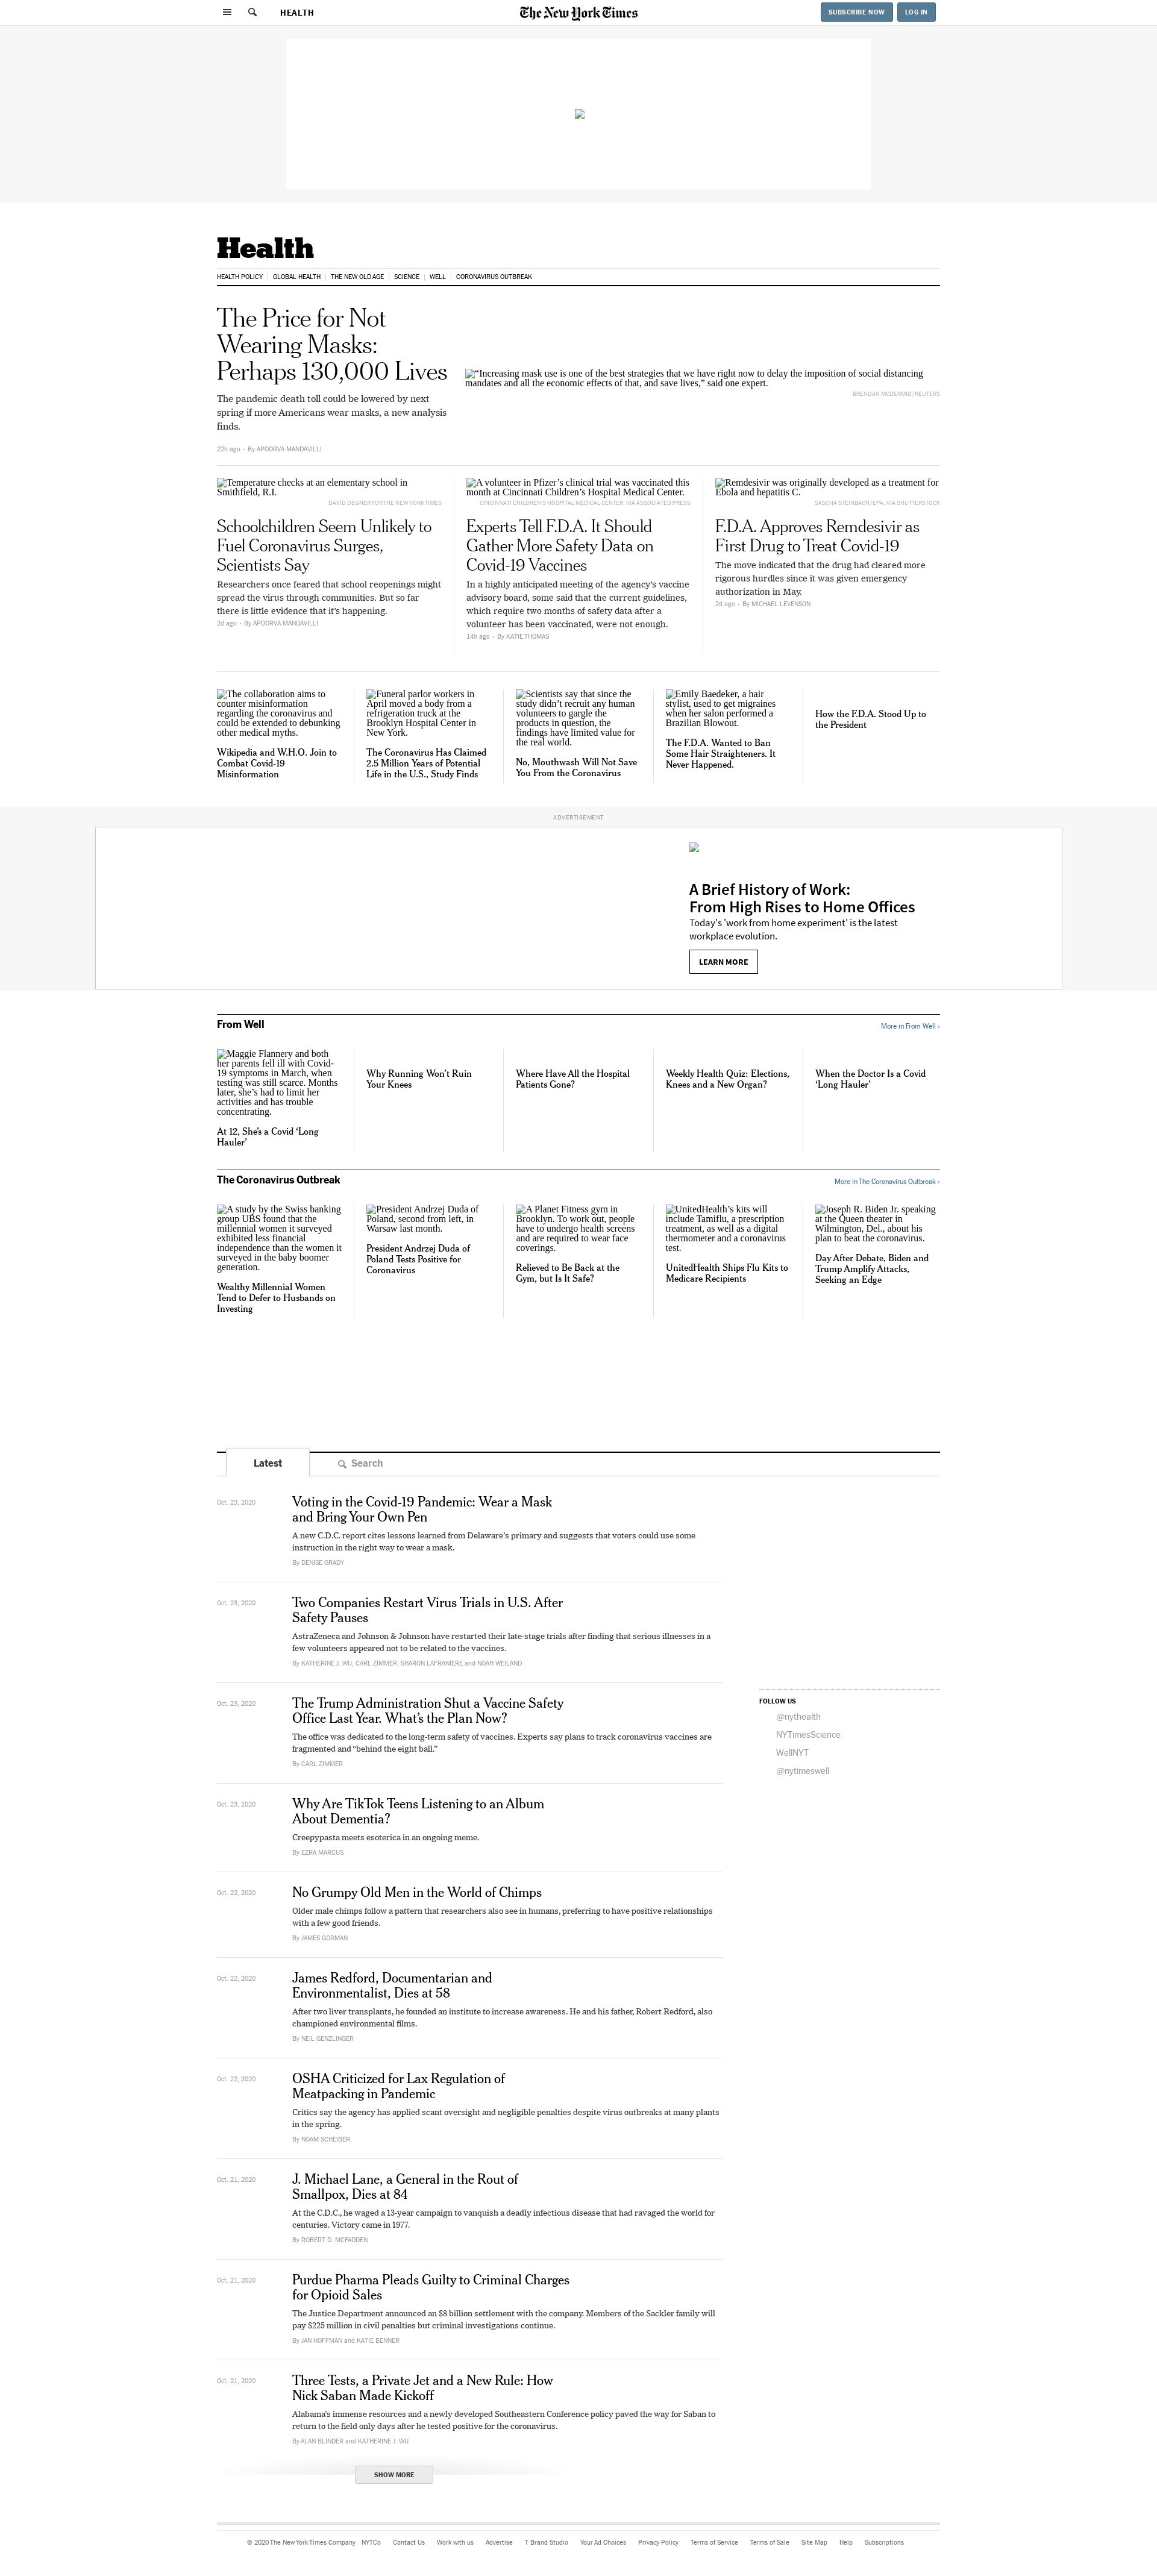 HEALTH
The New York Times
SUBSCRIBE NOW
LOG IN
Health
HEALTH POLICY
GLOBAL HEALTH
THE NEW OLD AGE
SCIENCE
WELL
CORONAVIRUS OUTBREAK
The Price for Not
Wearing Masks:
Perhaps 130,000 Lives
The pandemic death toll could be lowered by next
spring if more Americans wear masks, a new analysis
finds.
22h ago • By APOORVA MANDAVILLI
“Increasing mask use is one of the best strategies that we have right now to delay the imposition of social distancing
mandates and all the economic effects of that, and save lives,” said one expert.
BRENDAN MCDERMID/REUTERS
Temperature checks at an elementary school in
Smithfield, R.I.
DAVID DEGNER FOR THE NEW YORK TIMES
Schoolchildren Seem Unlikely to
Fuel Coronavirus Surges,
Scientists Say
Researchers once feared that school reopenings might
spread the virus through communities. But so far
there is little evidence that it’s happening.
2d ago • By APOORVA MANDAVILLI
A volunteer in Pfizer’s clinical trial was vaccinated this
month at Cincinnati Children’s Hospital Medical Center.
CINCINNATI CHILDREN'S HOSPITAL MEDICAL CENTER, VIA ASSOCIATED PRESS
Experts Tell F.D.A. It Should
Gather More Safety Data on
Covid-19 Vaccines
In a highly anticipated meeting of the agency’s vaccine
advisory board, some said that the current guidelines,
which require two months of safety data after a
volunteer has been vaccinated, were not enough.
14h ago • By KATIE THOMAS
Remdesivir was originally developed as a treatment for
Ebola and hepatitis C.
SASCHA STEINBACH/EPA, VIA SHUTTERSTOCK
F.D.A. Approves Remdesivir as
First Drug to Treat Covid-19
The move indicated that the drug had cleared more
rigorous hurdles since it was given emergency
authorization in May.
2d ago • By MICHAEL LEVENSON
The collaboration aims to
counter misinformation
regarding the coronavirus and
could be extended to debunking
other medical myths.
Wikipedia and W.H.O. Join to
Combat Covid-19
Misinformation
Funeral parlor workers in
April moved a body from a
refrigeration truck at the
Brooklyn Hospital Center in
New York.
The Coronavirus Has Claimed
2.5 Million Years of Potential
Life in the U.S., Study Finds
Scientists say that since the
study didn’t recruit any human
volunteers to gargle the
products in question, the
findings have limited value for
the real world.
No, Mouthwash Will Not Save
You From the Coronavirus
Emily Baedeker, a hair
stylist, used to get migraines
when her salon performed a
Brazilian Blowout.
The F.D.A. Wanted to Ban
Some Hair Straighteners. It
Never Happened.
How the F.D.A. Stood Up to
the President
ADVERTISEMENT
A Brief History of Work:
From High Rises to Home Offices
Today's 'work from home experiment' is the latest
workplace evolution.
LEARN MORE
From Well
More in From Well ›
Maggie Flannery and both
her parents fell ill with Covid-
19 symptoms in March, when
testing was still scarce. Months
later, she’s had to limit her
activities and has trouble
concentrating.
At 12, She’s a Covid ‘Long
Hauler’
Why Running Won’t Ruin
Your Knees
Where Have All the Hospital
Patients Gone?
Weekly Health Quiz: Elections,
Knees and a New Organ?
When the Doctor Is a Covid
‘Long Hauler’
The Coronavirus Outbreak
More in The Coronavirus Outbreak ›
A study by the Swiss banking
group UBS found that the
millennial women it surveyed
exhibited less financial
independence than the women it
surveyed in the baby boomer
generation.
Wealthy Millennial Women
Tend to Defer to Husbands on
Investing
President Andrzej Duda of
Poland, second from left, in
Warsaw last month.
President Andrzej Duda of
Poland Tests Positive for
Coronavirus
A Planet Fitness gym in
Brooklyn. To work out, people
have to undergo health screens
and are required to wear face
coverings.
Relieved to Be Back at the
Gym, but Is It Safe?
UnitedHealth’s kits will
include Tamiflu, a prescription
treatment, as well as a digital
thermometer and a coronavirus
test.
UnitedHealth Ships Flu Kits to
Medicare Recipients
Joseph R. Biden Jr. speaking
at the Queen theater in
Wilmington, Del., about his
plan to beat the coronavirus.
Day After Debate, Biden and
Trump Amplify Attacks,
Seeking an Edge
Latest
Search
Oct. 23, 2020
Voting in the Covid-19 Pandemic: Wear a Mask
and Bring Your Own Pen
A new C.D.C. report cites lessons learned from Delaware’s primary and suggests that voters could use some
instruction in the right way to wear a mask.
By DENISE GRADY
Oct. 23, 2020
Two Companies Restart Virus Trials in U.S. After
Safety Pauses
AstraZeneca and Johnson & Johnson have restarted their late-stage trials after finding that serious illnesses in a
few volunteers appeared not to be related to the vaccines.
By KATHERINE J. WU, CARL ZIMMER, SHARON LAFRANIERE and NOAH WEILAND
Oct. 23, 2020
The Trump Administration Shut a Vaccine Safety
Office Last Year. What’s the Plan Now?
The office was dedicated to the long-term safety of vaccines. Experts say plans to track coronavirus vaccines are
fragmented and “behind the eight ball.”
By CARL ZIMMER
Oct. 23, 2020
Why Are TikTok Teens Listening to an Album
About Dementia?
Creepypasta meets esoterica in an ongoing meme.
By EZRA MARCUS
Oct. 22, 2020
No Grumpy Old Men in the World of Chimps
Older male chimps follow a pattern that researchers also see in humans, preferring to have positive relationships
with a few good friends.
By JAMES GORMAN
Oct. 22, 2020
James Redford, Documentarian and
Environmentalist, Dies at 58
After two liver transplants, he founded an institute to increase awareness. He and his father, Robert Redford, also
championed environmental films.
By NEIL GENZLINGER
Oct. 22, 2020
OSHA Criticized for Lax Regulation of
Meatpacking in Pandemic
Critics say the agency has applied scant oversight and negligible penalties despite virus outbreaks at many plants
in the spring.
By NOAM SCHEIBER
Oct. 21, 2020
J. Michael Lane, a General in the Rout of
Smallpox, Dies at 84
At the C.D.C., he waged a 13-year campaign to vanquish a deadly infectious disease that had ravaged the world for
centuries. Victory came in 1977.
By ROBERT D. MCFADDEN
Oct. 21, 2020
Purdue Pharma Pleads Guilty to Criminal Charges
for Opioid Sales
The Justice Department announced an $8 billion settlement with the company. Members of the Sackler family will
pay $225 million in civil penalties but criminal investigations continue.
By JAN HOFFMAN and KATIE BENNER
Oct. 21, 2020
Three Tests, a Private Jet and a New Rule: How
Nick Saban Made Kickoff
Alabama’s immense resources and a newly developed Southeastern Conference policy paved the way for Saban to
return to the field only days after he tested positive for the coronavirus.
By ALAN BLINDER and KATHERINE J. WU
SHOW MORE
FOLLOW US
@nythealth
NYTimesScience
WellNYT
@nytimeswell
© 2020 The New York Times Company
NYTCo
Contact Us
Work with us
Advertise
T Brand Studio
Your Ad Choices
Privacy Policy
Terms of Service
Terms of Sale
Site Map
Help
Subscriptions